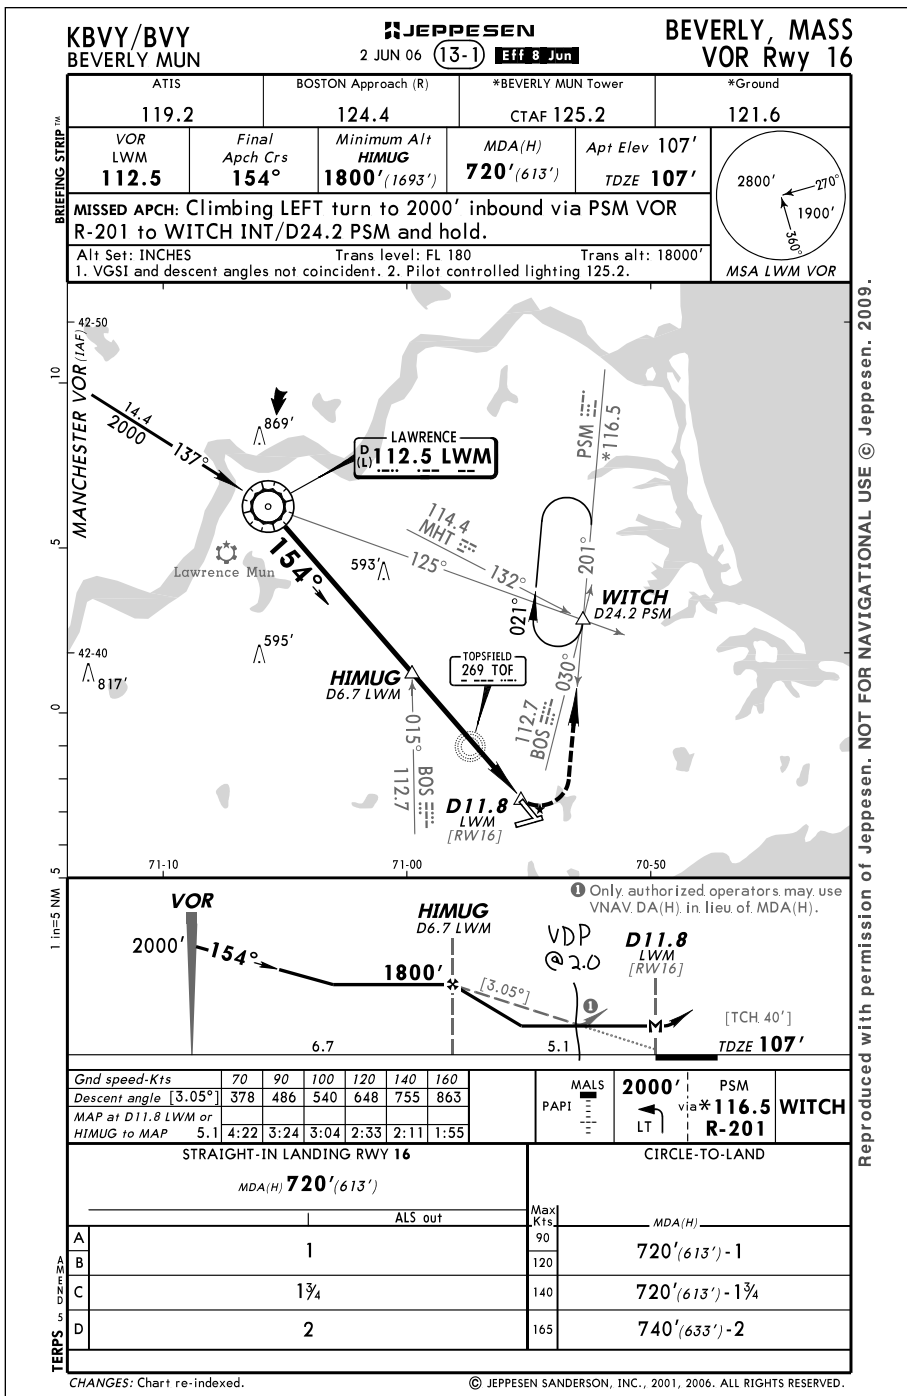 KBVY/BVY
BEVERLY MUN
JEPPESEN
2 JUN 06 13-1 Eff 8 Jun
BEVERLY, MASS
VOR Rwy 16
BRIEFING STRIP™
ATIS
119.2
BOSTON Approach (R)
124.4
*BEVERLY MUN Tower
CTAF 125.2
*Ground
121.6
VOR
LWM
112.5
Final
Apch Crs
154°
Minimum Alt
HIMUG
1800'(1693')
MDA(H)
720'(613')
Apt Elev 107'
TDZE 107'
2800'
270°
1900'
360°
MSA LWM VOR
MISSED APCH: Climbing LEFT turn to 2000' inbound via PSM VOR
R-201 to WITCH INT/D24.2 PSM and hold.
Alt Set: INCHES Trans level: FL 180 Trans alt: 18000'
1. VGSI and descent angles not coincident. 2. Pilot controlled lighting 125.2.
42-50
MANCHESTER VOR (IAF)
10
14.4
2000
137°
869'
LAWRENCE
D
(L) 112.5 LWM
PSM
*116.5
5
154°
Lawrence Mun
593'
114.4
MHT
125°
132°
201°
021°
WITCH
D24.2 PSM
595'
42-40
817'
HIMUG
D6.7 LWM
TOPSFIELD
269 TOF
030°
112.7
BOS
0
015°
BOS
112.7
D11.8
LWM
[RW16]
71-10
71-00
70-50
5
1 in=5 NM
Reproduced with permission of Jeppesen. NOT FOR NAVIGATIONAL USE © Jeppesen. 2009.
VOR
2000'
154°
HIMUG
D6.7 LWM
1800'
[3.05°]
VDP
@ 2.0
1 Only authorized operators may use
VNAV DA(H) in lieu of MDA(H).
D11.8
LWM
[RW16]
1
M
[TCH 40']
TDZE 107'
6.7
5.1
Gnd speed-Kts 70 90 100 120 140 160
Descent angle [3.05°] 378 486 540 648 755 863
MAP at D11.8 LWM or
HIMUG to MAP 5.1 4:22 3:24 3:04 2:33 2:11 1:55
MALS
PAPI
2000'
LT
PSM
via *116.5
R-201
WITCH
STRAIGHT-IN LANDING RWY 16
MDA(H) 720'(613')
ALS out
A
B
1
C
1¾
D
2
CIRCLE-TO-LAND
Max
Kts
MDA(H)
90
120
720'(613')-1
140
720'(613')-1¾
165
740'(633')-2
TERPS AMEND 5
CHANGES: Chart re-indexed.
© JEPPESEN SANDERSON, INC., 2001, 2006. ALL RIGHTS RESERVED.